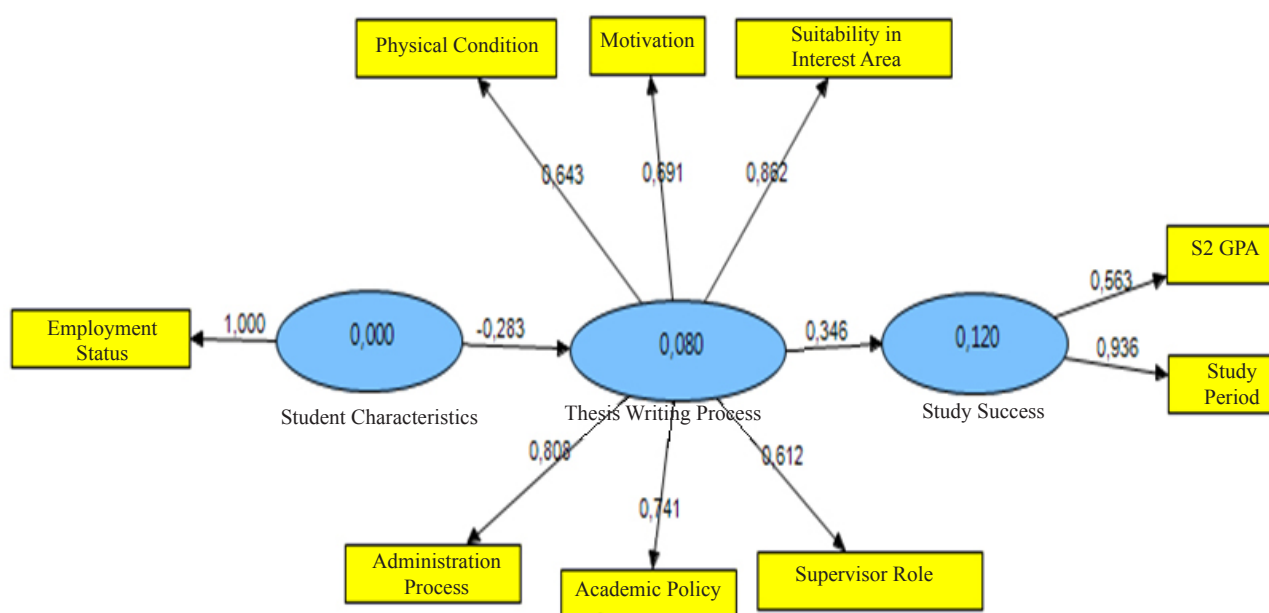 Physical Condition
Motivation
Suitability in
Interest Area
0,643
0,691
0,862
S2 GPA
0,563
Employment
Status
1,000
0,000
-0,283
0,080
0,346
0,120
0,936
Study
Period
Student Characteristics
Thesis Writing Process
Study Success
0,808
0,741
0,612
Administration
Process
Academic Policy
Supervisor Role